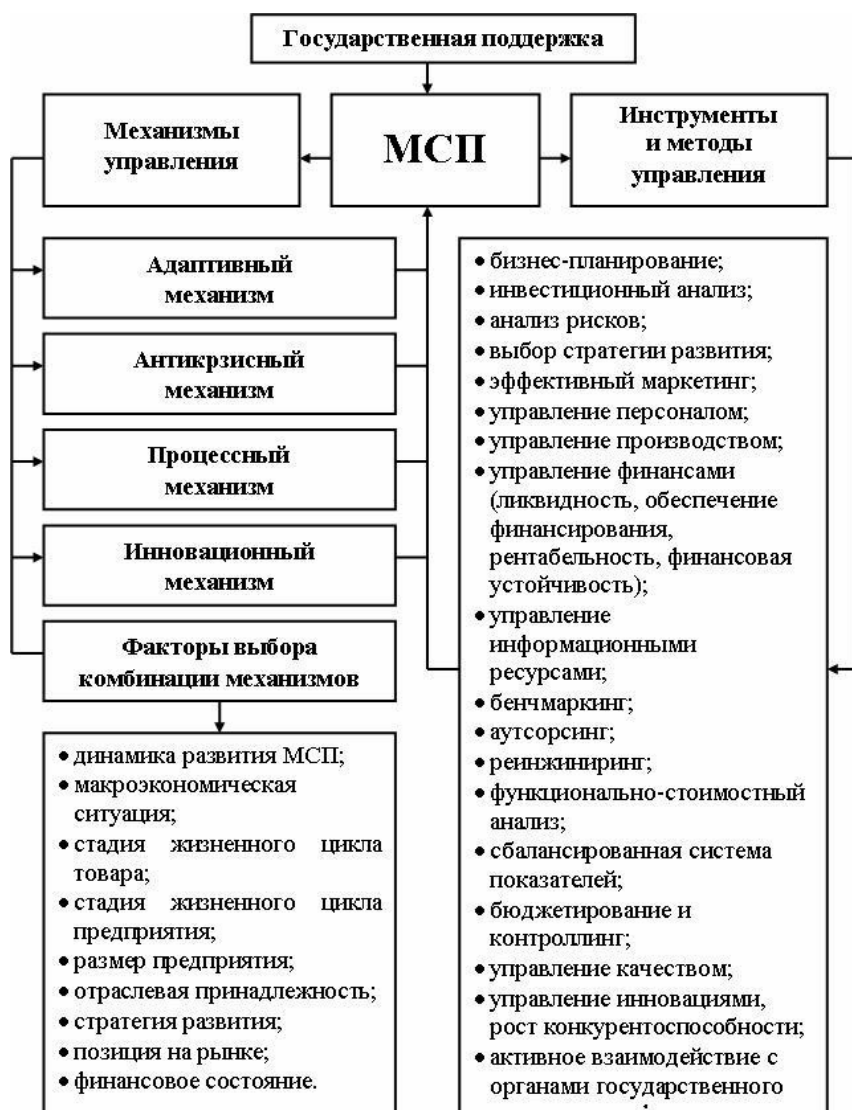 Государственная поддержка
Механизмы
управления
МСП
Инструменты
и методы
управления
Адаптивный
механизм
Антикрзисный
механизм
Процессный
механизм
Инновационный
механизм
Факторы выбора
комбинации механизмов
• динамика развития МСП;
• макроэкономическая
ситуация;
• стадия жизненного цикла
товара;
• стадия жизненного цикла
предприятия;
• размер предприятия;
• отраслевая принадлежность;
• стратегия развития;
• позиция на рынке;
• финансовое состояние.
• бизнес-планирование;
• инвестиционный анализ;
• анализ рисков;
• выбор стратегии развития;
• эффективный маркетинг;
• управление персоналом;
• управление производством;
• управление финансами
(ликвидность, обеспечение
финансирования,
рентабельность, финансовая
устойчивость);
• управление
информационными
ресурсами;
• бенчмаркинг;
• аутсорсинг;
• реинжиниринг;
• функционально-стоимостный
анализ;
• сбалансированная система
показателей;
• бюджетирование и
контроллинг;
• управление качеством;
• управление инновациями,
рост конкурентоспособности;
• активное взаимодействие с
органами государственного